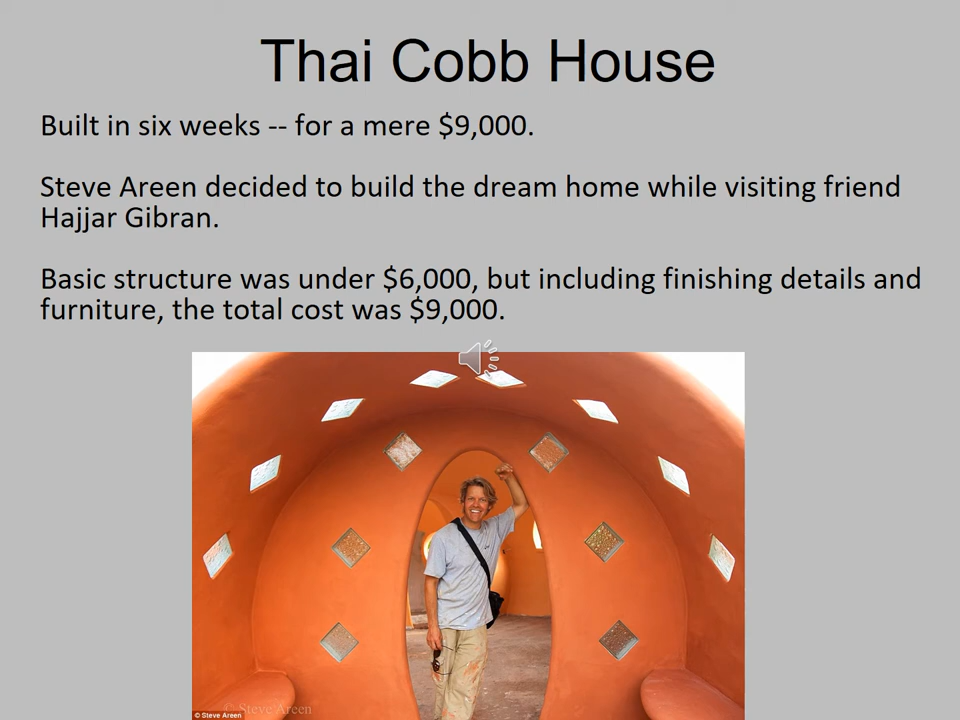 Thai Cobb House
Built in six weeks -- for a mere $9,000.
Steve Areen decided to build the dream home while visiting friend
Hajjar Gibran.
Basic structure was under $6,000, but including finishing details and
furniture, the total cost was $9,000.
© Steve Areen
© Steve Areen